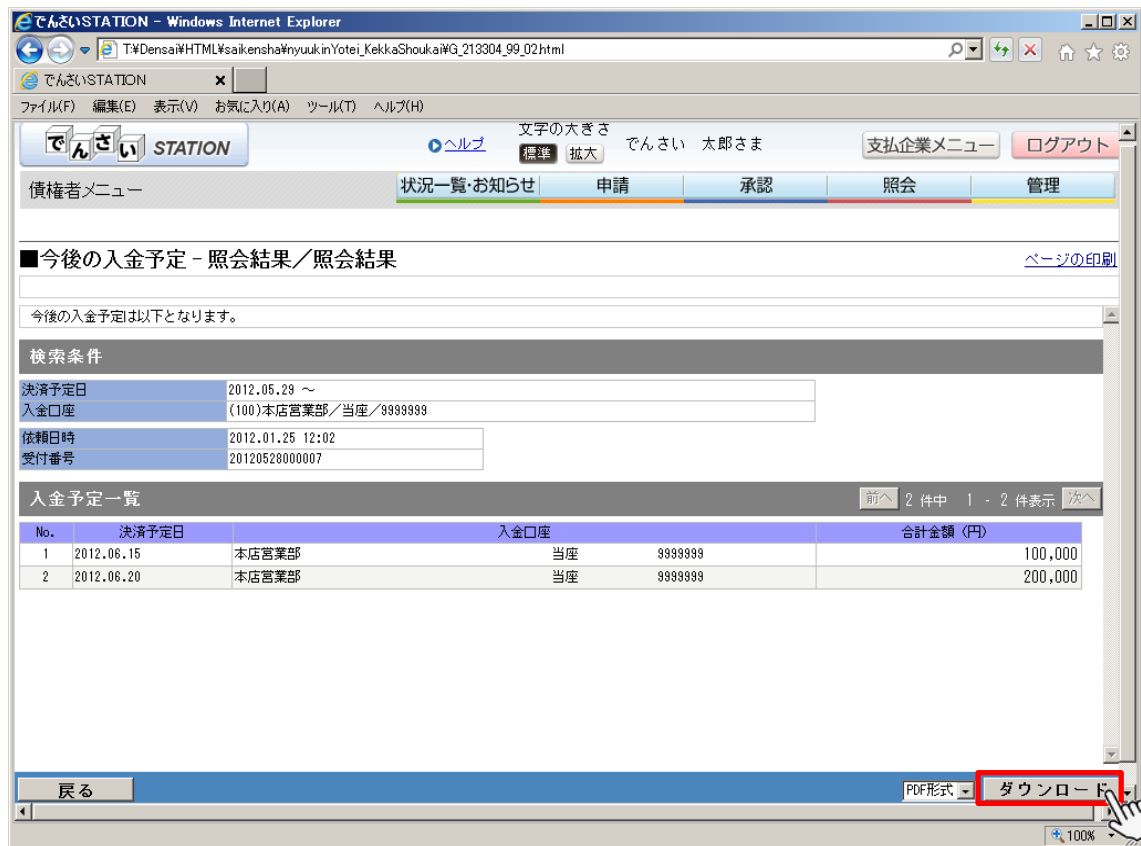 でんさいSTATION - Windows Internet Explorer
T:¥Densai¥HTML¥saikensha¥nyuukinYotei_KekkaShoukai¥G_213304_99_02.html
でんさいSTATION
ファイル(F) 編集(E) 表示(V) お気に入り(A) ツール(T) ヘルプ(H)
でんさい STATION
ヘルプ 文字の大きさ 標準 拡大 でんさい 太郎さま 支払企業メニュー ログアウト
債権者メニュー 状況一覧・お知らせ 申請 承認 照会 管理
■今後の入金予定－照会結果／照会結果 ページの印刷
今後の入金予定は以下となります。
検索条件
決済予定日 2012.05.29 ～
入金口座 (100)本店営業部／当座／9999999
依頼日時 2012.01.25 12:02
受付番号 20120528000007
入金予定一覧 前へ 2 件中 1 - 2 件表示 次へ
No. 決済予定日 入金口座 合計金額（円）
1 2012.06.15 本店営業部 当座 9999999 100,000
2 2012.06.20 本店営業部 当座 9999999 200,000
戻る PDF形式 ダウンロード
100%